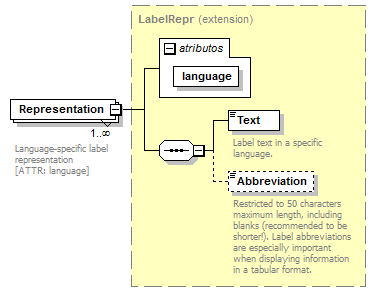 LabelRepr (extension)
atributos
language
Representation
1..∞
Language-specific label
representation
[ATTR: language]
Text
Label text in a specific
language.
Abbreviation
Restricted to 50 characters
maximum length, including
blanks (recommended to be
shorter!). Label abbreviations
are especially important
when displaying information
in a tabular format.